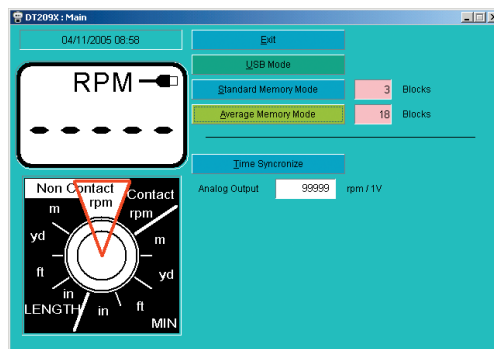 DT209X : Main
04/11/2005 08:58
Exit
USB Mode
Standard Memory Mode 3 Blocks
Average Memory Mode 18 Blocks
Time Syncronize
Analog Output 99999 rpm / 1V
RPM
- - - - -
Non Contact Contact
rpm rpm
m m
yd yd
ft ft
in in
LENGTH MIN